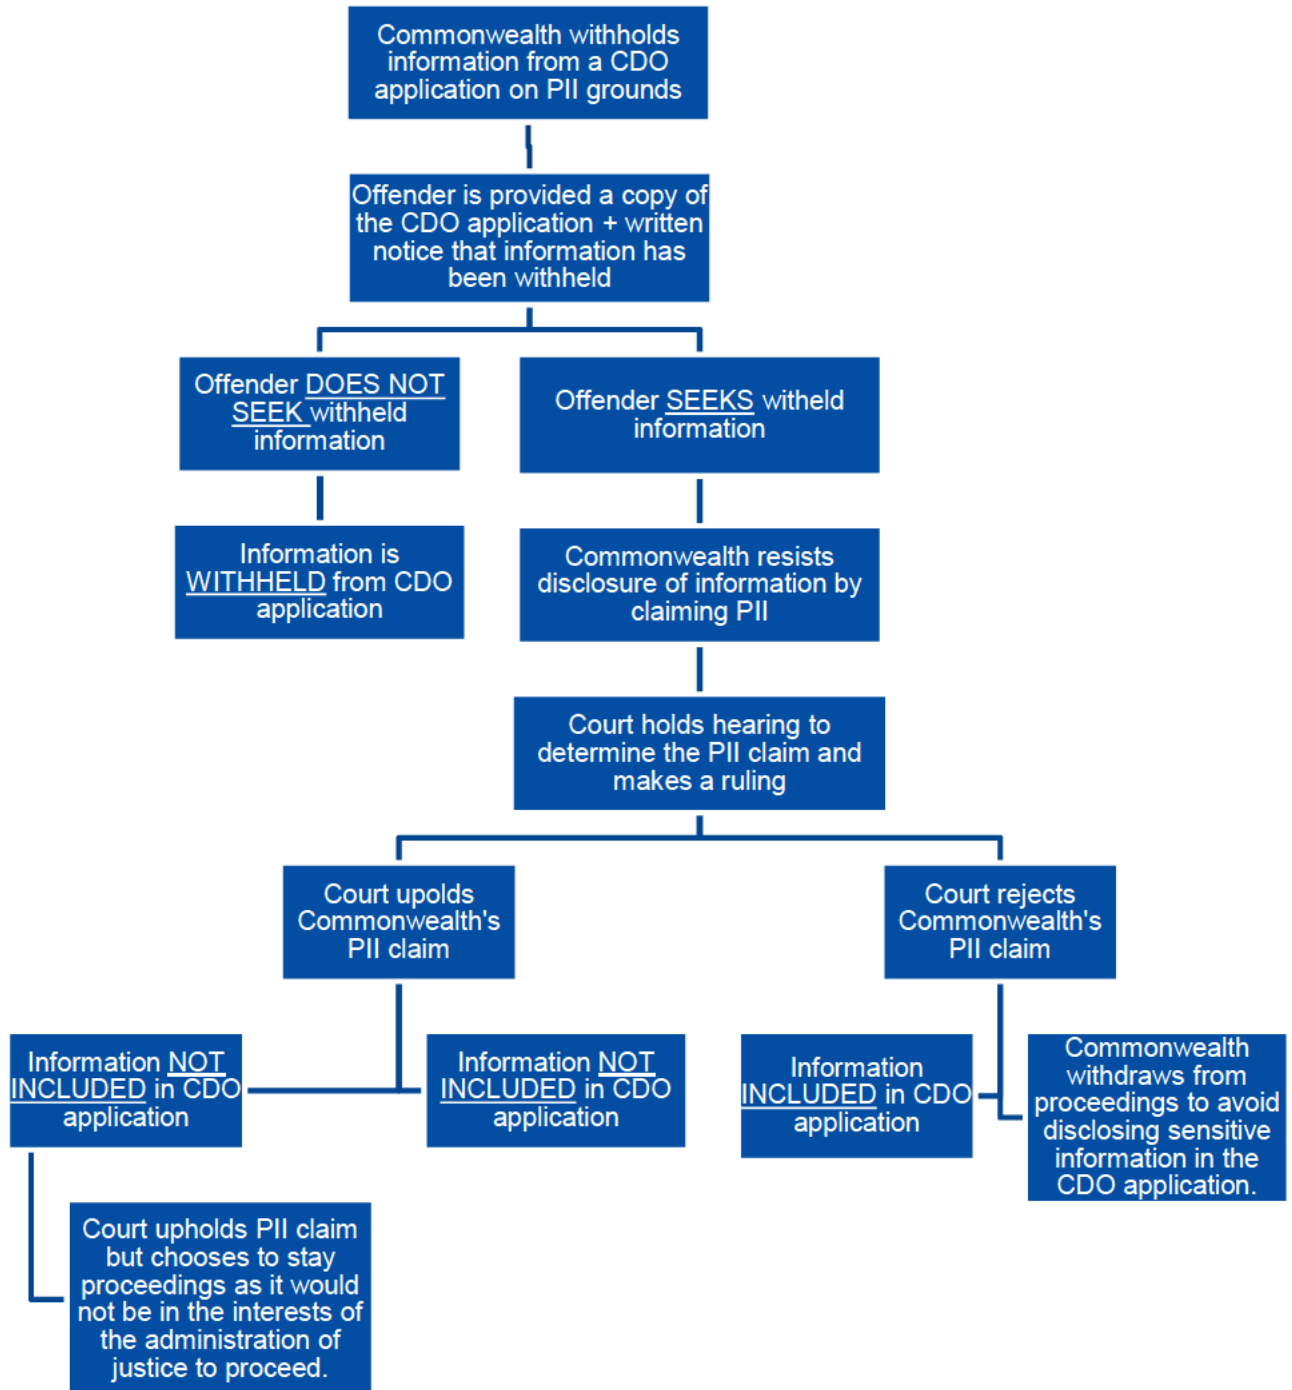 Commonwealth withholds
information from a CDO
application on PII grounds
Offender is provided a copy of
the CDO application + written
notice that information has
been withheld
Offender DOES NOT
SEEK withheld
information
Offender SEEKS witheld
information
Information is
WITHHELD from CDO
application
Commonwealth resists
disclosure of information by
claiming PII
Court holds hearing to
determine the PII claim and
makes a ruling
Court upolds
Commonwealth's
PII claim
Court rejects
Commonwealth's
PII claim
Information NOT
INCLUDED in CDO
application
Information NOT
INCLUDED in CDO
application
Information
INCLUDED in CDO
application
Commonwealth
withdraws from
proceedings to avoid
disclosing sensitive
information in the
CDO application.
Court upholds PII claim
but chooses to stay
proceedings as it would
not be in the interests of
the administration of
justice to proceed.